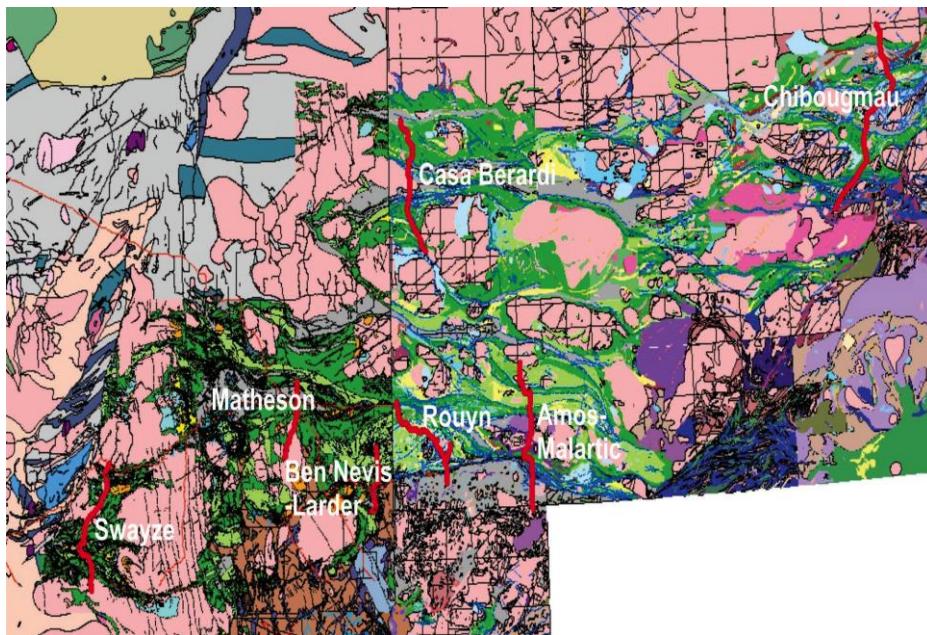 Chibougmau
Casa Berardi
Matheson
Rouyn
Amos-
Malartic
Ben Nevis
-Larder
Swayze